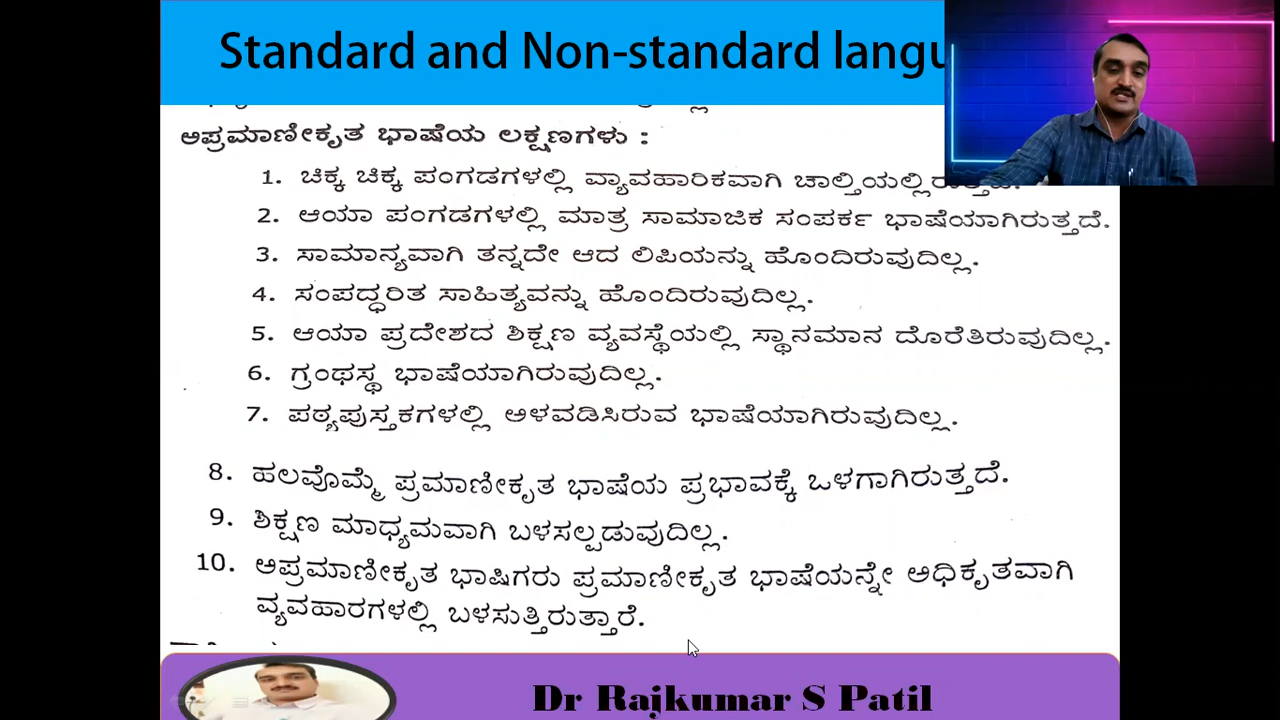 Standard and Non-standard langu
ಅಪ್ರಮಾಣೀಕೃತ ಭಾಷೆಯ ಲಕ್ಷಣಗಳು :
1. ಚಿಕ್ಕ ಚಿಕ್ಕ ಪಂಗಡಗಳಲ್ಲಿ ವ್ಯಾವಹಾರಿಕವಾಗಿ
2. ಆಯಾ ಪಂಗಡಗಳಲ್ಲಿ ಮಾತ್ರ ಸಾಮಾಜಿಕ ಸಂಪರ್ಕ ಭಾಷೆಯಾಗಿರುತ್ತದೆ.
3. ಸಾಮಾನ್ಯವಾಗಿ ತನ್ನದೇ ಆದ ಲಿಪಿಯನ್ನು ಹೊಂದಿರುವುದಿಲ್ಲ.
4. ಸಂಪದ್ಭರಿತ ಸಾಹಿತ್ಯವನ್ನು ಹೊಂದಿರುವುದಿಲ್ಲ.
5. ಆಯಾ ಪ್ರದೇಶದ ಶಿಕ್ಷಣ ವ್ಯವಸ್ಥೆಯಲ್ಲಿ ಸ್ಥಾನಮಾನ ದೊರೆತಿರುವುದಿಲ್ಲ.
6. ಗ್ರಂಥಸ್ಥ ಭಾಷೆಯಾಗಿರುವುದಿಲ್ಲ.
7. ಪಠ್ಯಪುಸ್ತಕಗಳಲ್ಲಿ ಅಳವಡಿಸಿರುವ ಭಾಷೆಯಾಗಿರುವುದಿಲ್ಲ.
8. ಹಲವೊಮ್ಮೆ ಪ್ರಮಾಣೀಕೃತ ಭಾಷೆಯ ಪ್ರಭಾವಕ್ಕೆ ಒಳಗಾಗಿರುತ್ತದೆ.
9. ಶಿಕ್ಷಣ ಮಾಧ್ಯಮವಾಗಿ ಬಳಸಲ್ಪಡುವುದಿಲ್ಲ.
10. ಅಪ್ರಮಾಣೀಕೃತ ಭಾಷಿಗರು ಪ್ರಮಾಣೀಕೃತ ಭಾಷೆಯನ್ನೇ ಅಧಿಕೃತವಾಗಿ
ವ್ಯವಹಾರಗಳಲ್ಲಿ ಬಳಸುತ್ತಿರುತ್ತಾರೆ.
Dr Rajkumar S Patil